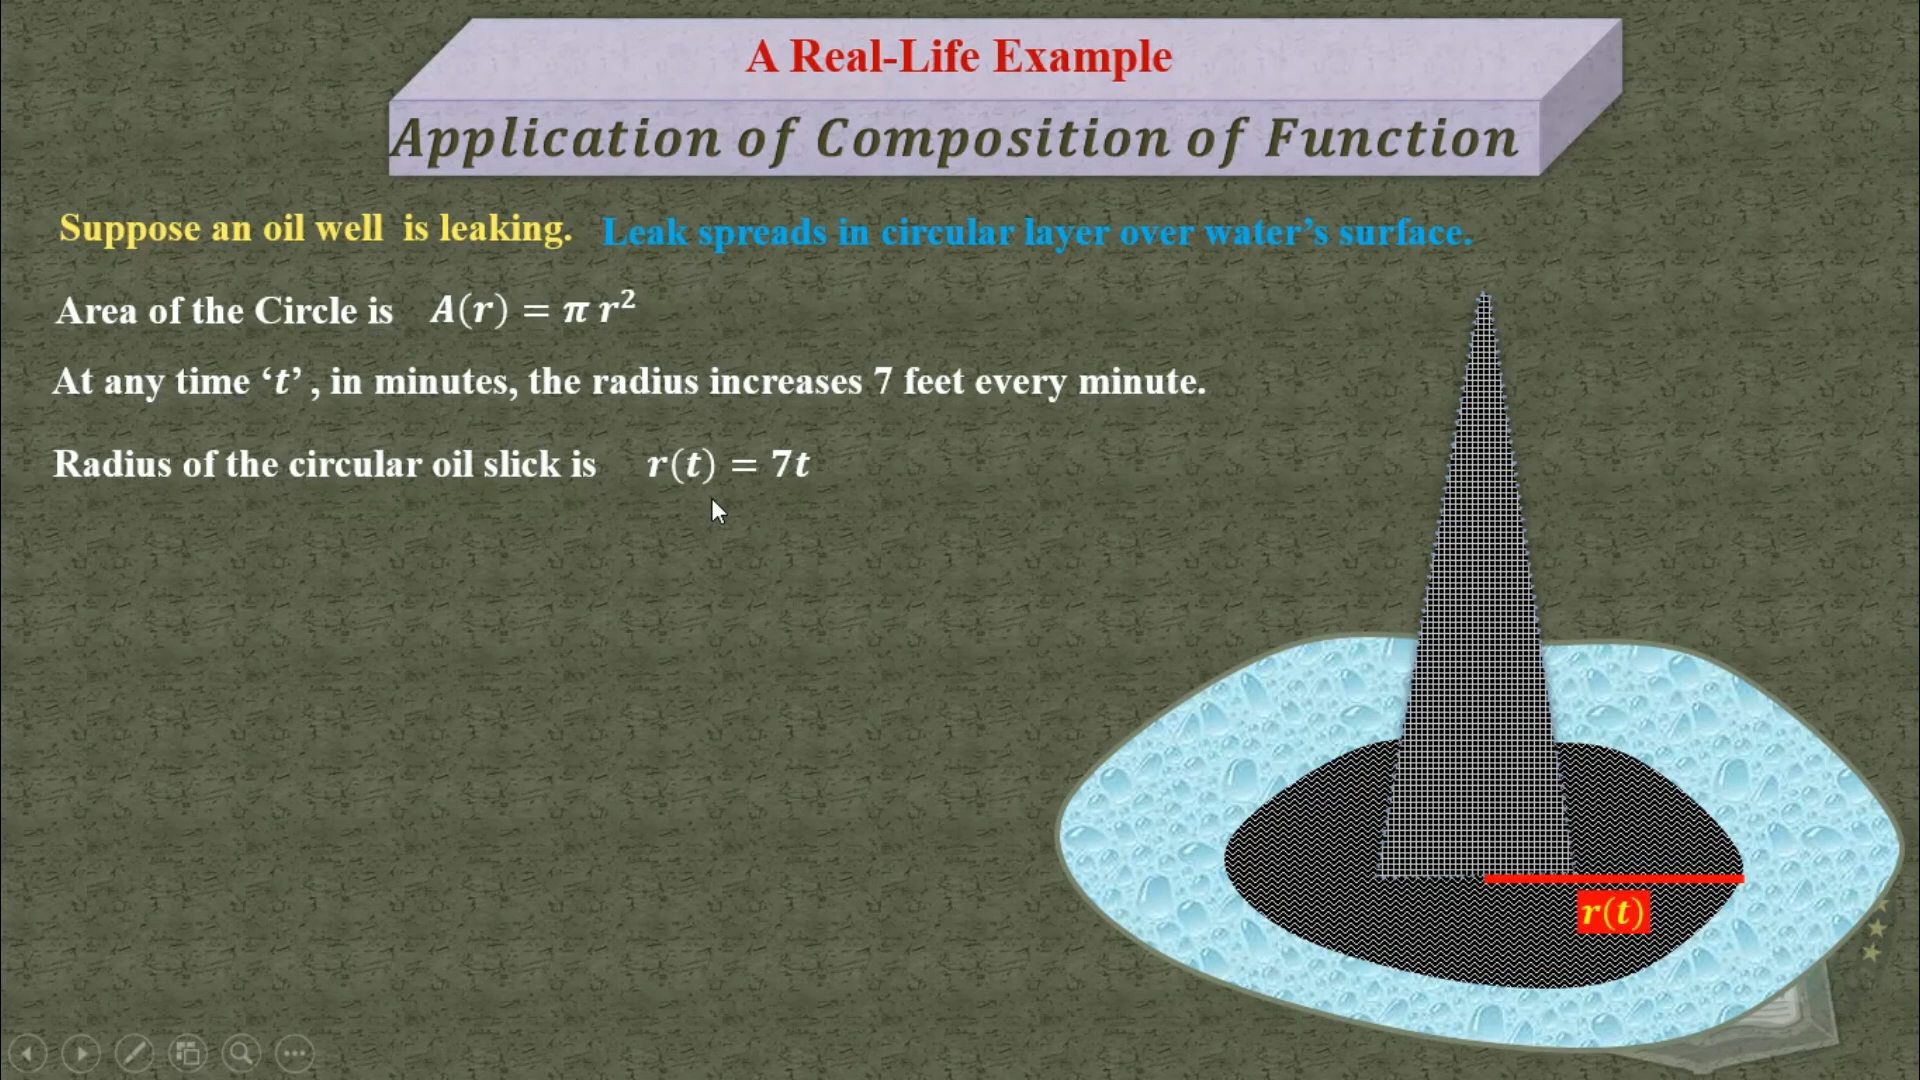 A Real-Life Example
Application of Composition of Function
Suppose an oil well is leaking. Leak spreads in circular layer over water’s surface.
Area of the Circle is A(r) = π r²
At any time ‘t’ , in minutes, the radius increases 7 feet every minute.
Radius of the circular oil slick is r(t) = 7t
r(t)